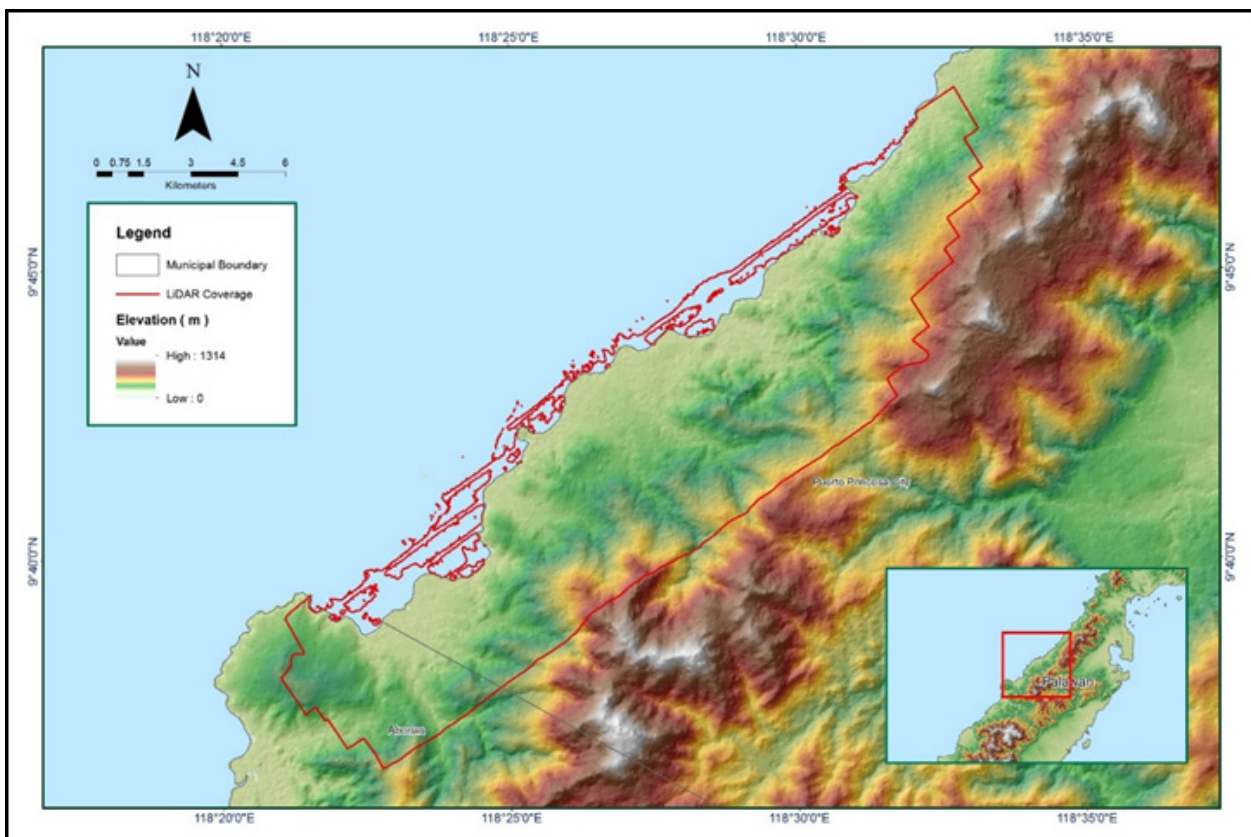 118°20'0"E 118°25'0"E 118°30'0"E 118°35'0"E
N
0 0.75 1.5 3 4.5 6
Kilometers
Legend
Municipal Boundary
LiDAR Coverage
Elevation ( m )
Value
High : 1314
Low : 0
9°45'0"N 9°45'0"N
Puerto Princesa City
9°40'0"N 9°40'0"N
Palawan
Aborlan
118°20'0"E 118°25'0"E 118°30'0"E 118°35'0"E